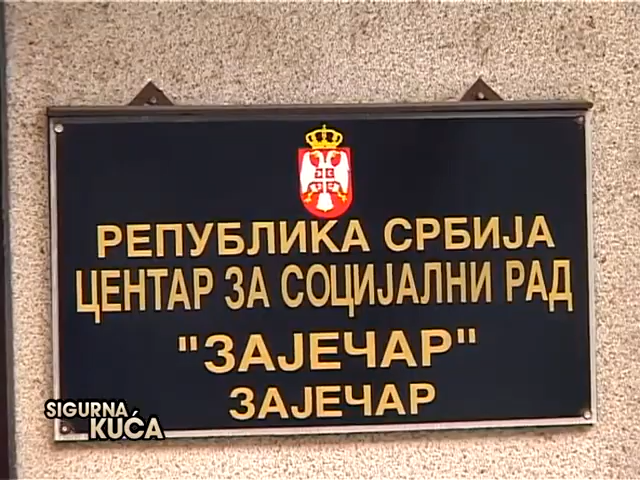 РЕПУБЛИКА СРБИЈА
ЦЕНТАР ЗА СОЦИЈАЛНИ РАД
"ЗАЈЕЧАР"
ЗАЈЕЧАР
SIGURNA
KUĆA